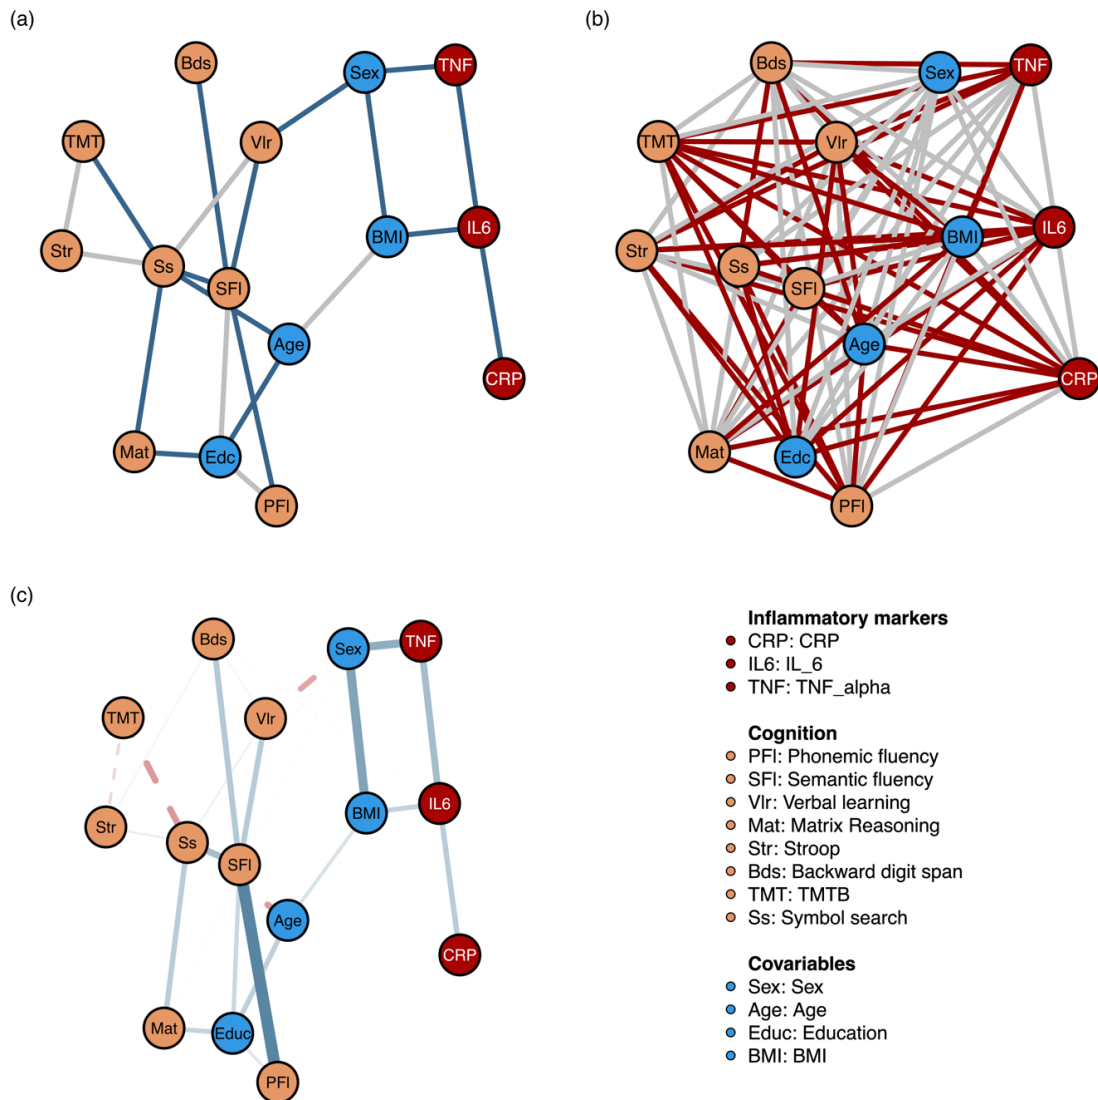 (a)
Bds
Sex
TNF
TMT
Vlr
Str
Ss
SFl
BMI
IL6
Age
CRP
Mat
Edc
PFl
(b)
Bds
Sex
TNF
TMT
Vlr
Str
Ss
SFl
BMI
IL6
Age
CRP
Mat
Edc
PFl
(c)
Bds
Sex
TNF
TMT
Vlr
Str
Ss
SFl
BMI
IL6
Age
CRP
Mat
Educ
PFl
Inflammatory markers
CRP: CRP
IL6: IL_6
TNF: TNF_alpha
Cognition
PFl: Phonemic fluency
SFl: Semantic fluency
Vlr: Verbal learning
Mat: Matrix Reasoning
Str: Stroop
Bds: Backward digit span
TMT: TMTB
Ss: Symbol search
Covariables
Sex: Sex
Age: Age
Educ: Education
BMI: BMI